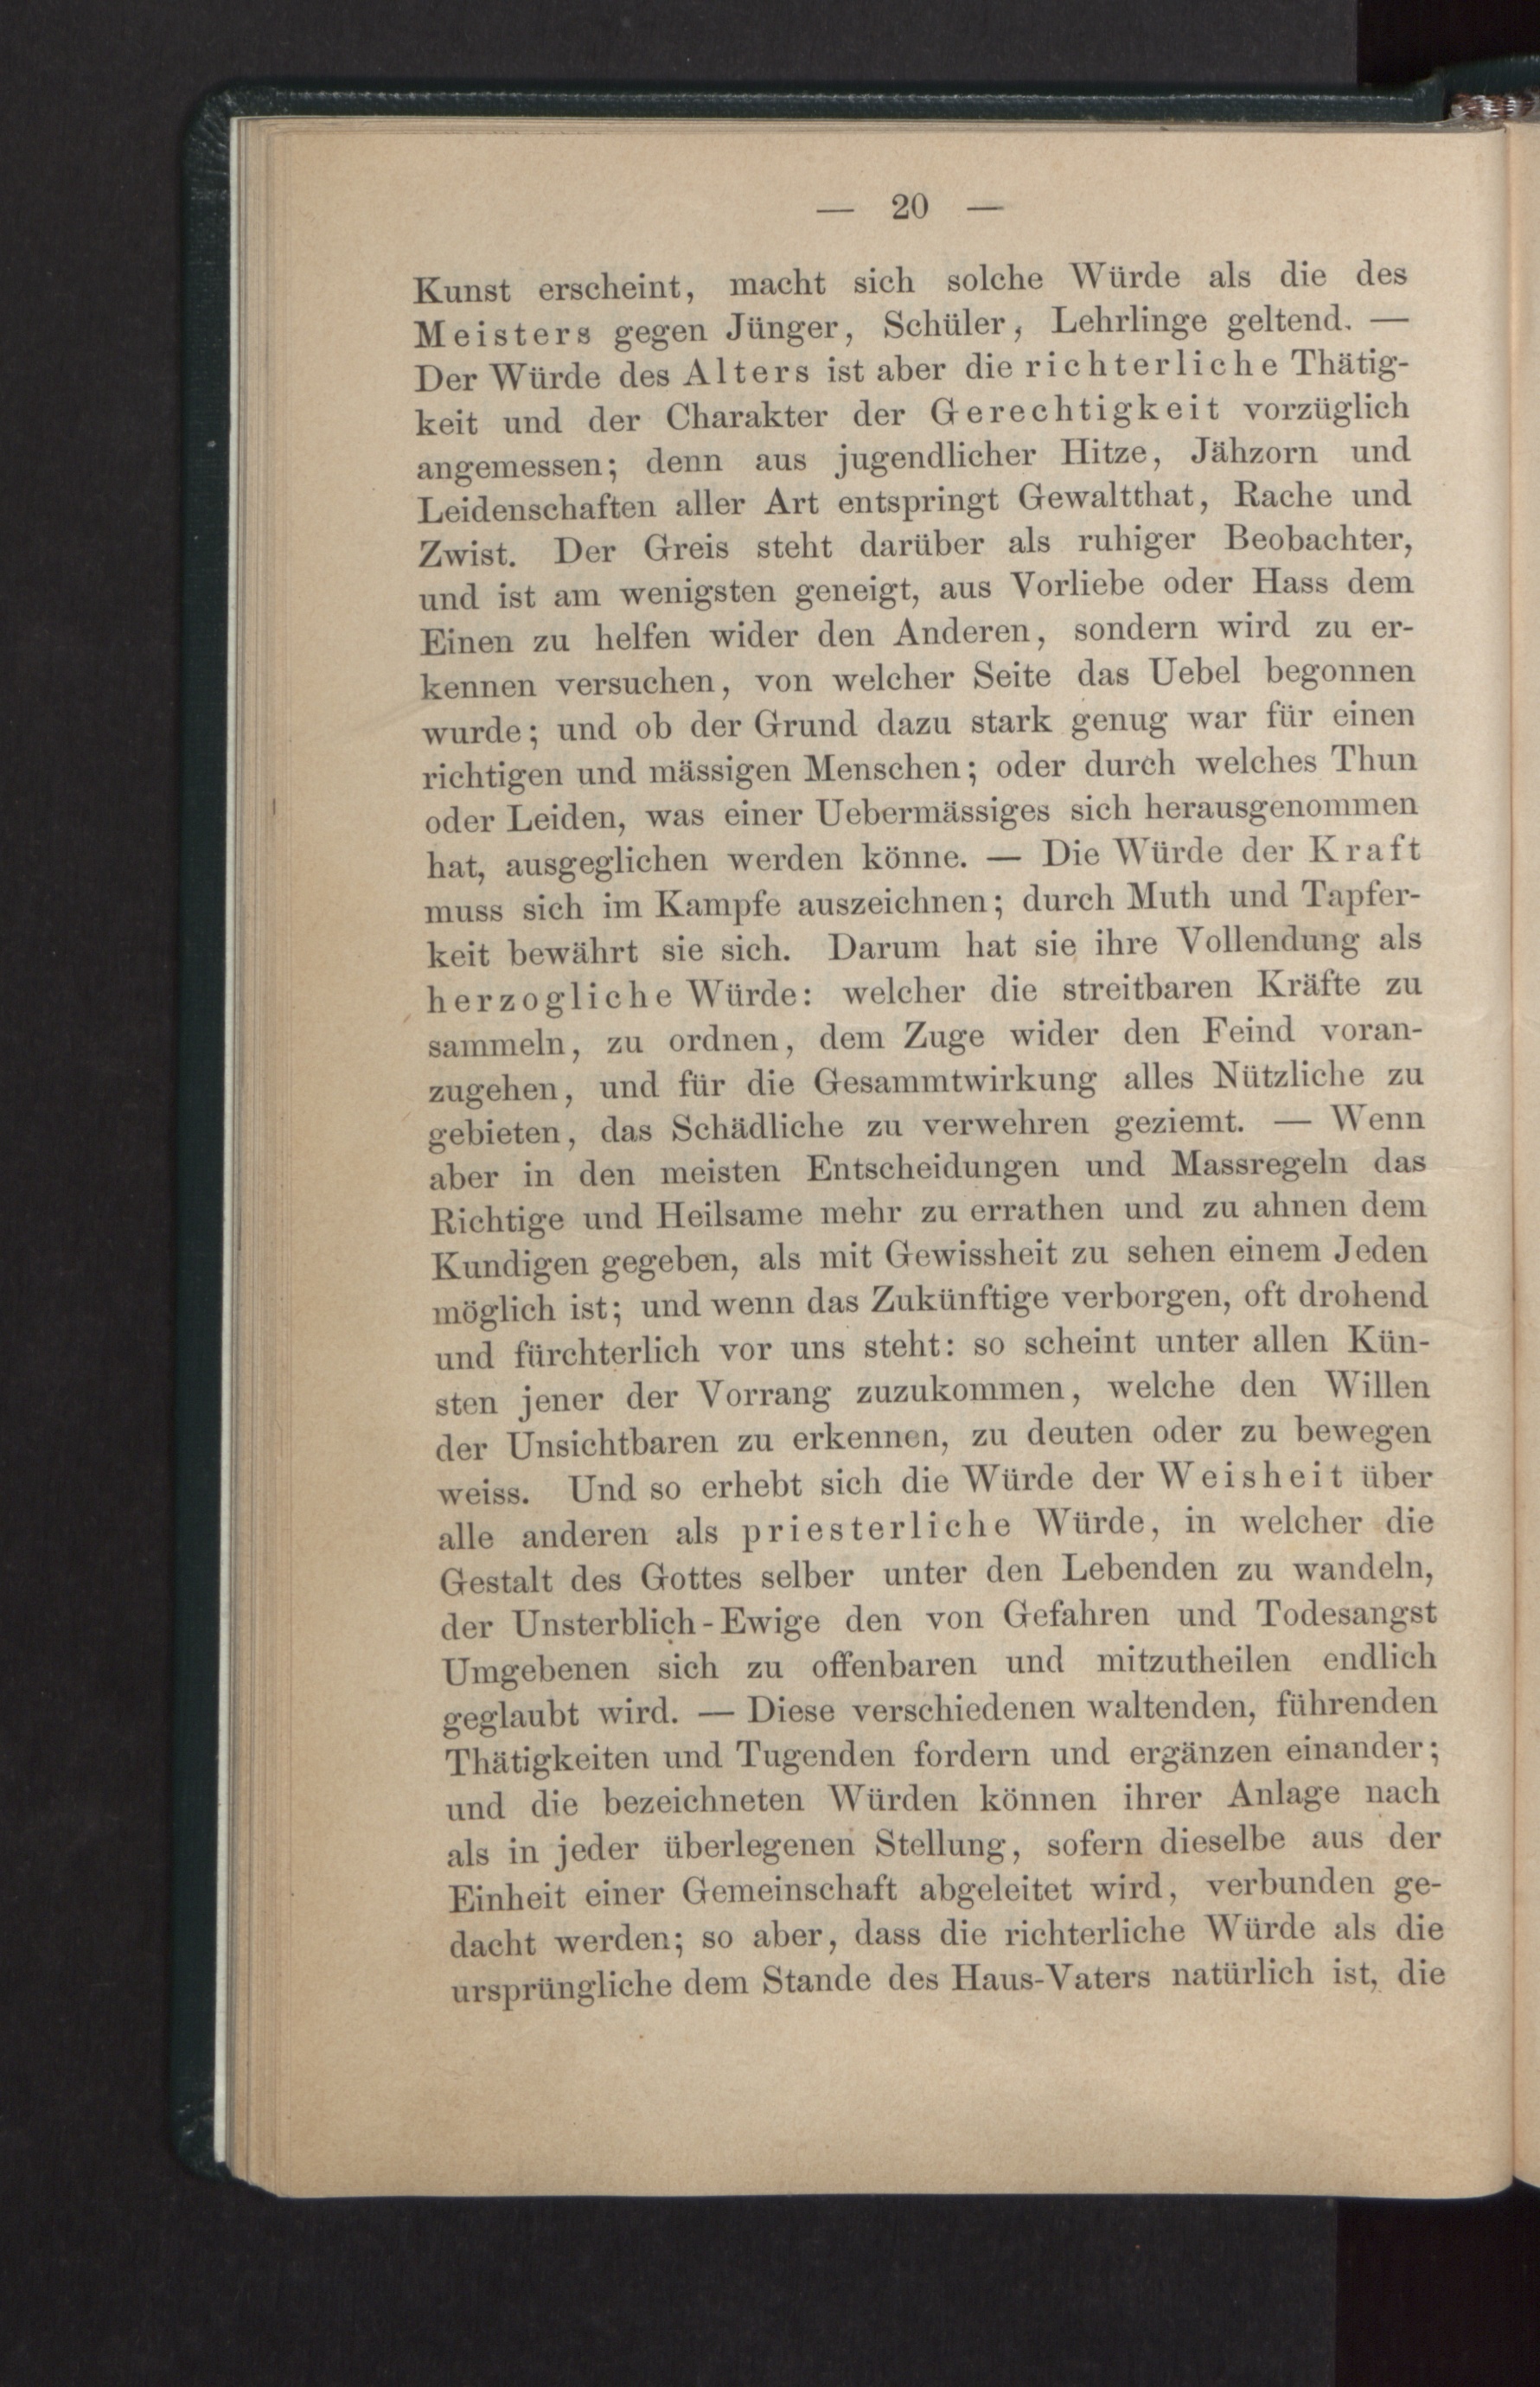 — 20 —
Kunst erscheint, macht sich solche Würde als die des
Meisters gegen Jünger, Schüler, Lehrlinge geltend. —
Der Würde des Alters ist aber die richterliche Thätig-
keit und der Charakter der Gerechtigkeit vorzüglich
angemessen; denn aus jugendlicher Hitze, Jähzorn und
Leidenschaften aller Art entspringt Gewaltthat, Rache und
Zwist. Der Greis steht darüber als ruhiger Beobachter,
und ist am wenigsten geneigt, aus Vorliebe oder Hass dem
Einen zu helfen wider den Anderen, sondern wird zu er-
kennen versuchen, von welcher Seite das Uebel begonnen
wurde; und ob der Grund dazu stark genug war für einen
richtigen und mässigen Menschen; oder durch welches Thun
oder Leiden, was einer Uebermässiges sich herausgenommen
hat, ausgeglichen werden könne. — Die Würde der Kraft
muss sich im Kampfe auszeichnen; durch Muth und Tapfer-
keit bewährt sie sich. Darum hat sie ihre Vollendung als
herzogliche Würde: welcher die streitbaren Kräfte zu
sammeln, zu ordnen, dem Zuge wider den Feind voran-
zugehen, und für die Gesammtwirkung alles Nützliche zu
gebieten, das Schädliche zu verwehren geziemt. — Wenn
aber in den meisten Entscheidungen und Massregeln das
Richtige und Heilsame mehr zu errathen und zu ahnen dem
Kundigen gegeben, als mit Gewissheit zu sehen einem Jeden
möglich ist; und wenn das Zukünftige verborgen, oft drohend
und fürchterlich vor uns steht: so scheint unter allen Kün-
sten jener der Vorrang zuzukommen, welche den Willen
der Unsichtbaren zu erkennen, zu deuten oder zu bewegen
weiss. Und so erhebt sich die Würde der Weisheit über
alle anderen als priesterliche Würde, in welcher die
Gestalt des Gottes selber unter den Lebenden zu wandeln,
der Unsterblich-Ewige den von Gefahren und Todesangst
Umgebenen sich zu offenbaren und mitzutheilen endlich
geglaubt wird. — Diese verschiedenen waltenden, führenden
Thätigkeiten und Tugenden fordern und ergänzen einander;
und die bezeichneten Würden können ihrer Anlage nach
als in jeder überlegenen Stellung, sofern dieselbe aus der
Einheit einer Gemeinschaft abgeleitet wird, verbunden ge-
dacht werden; so aber, dass die richterliche Würde als die
ursprüngliche dem Stande des Haus-Vaters natürlich ist, die